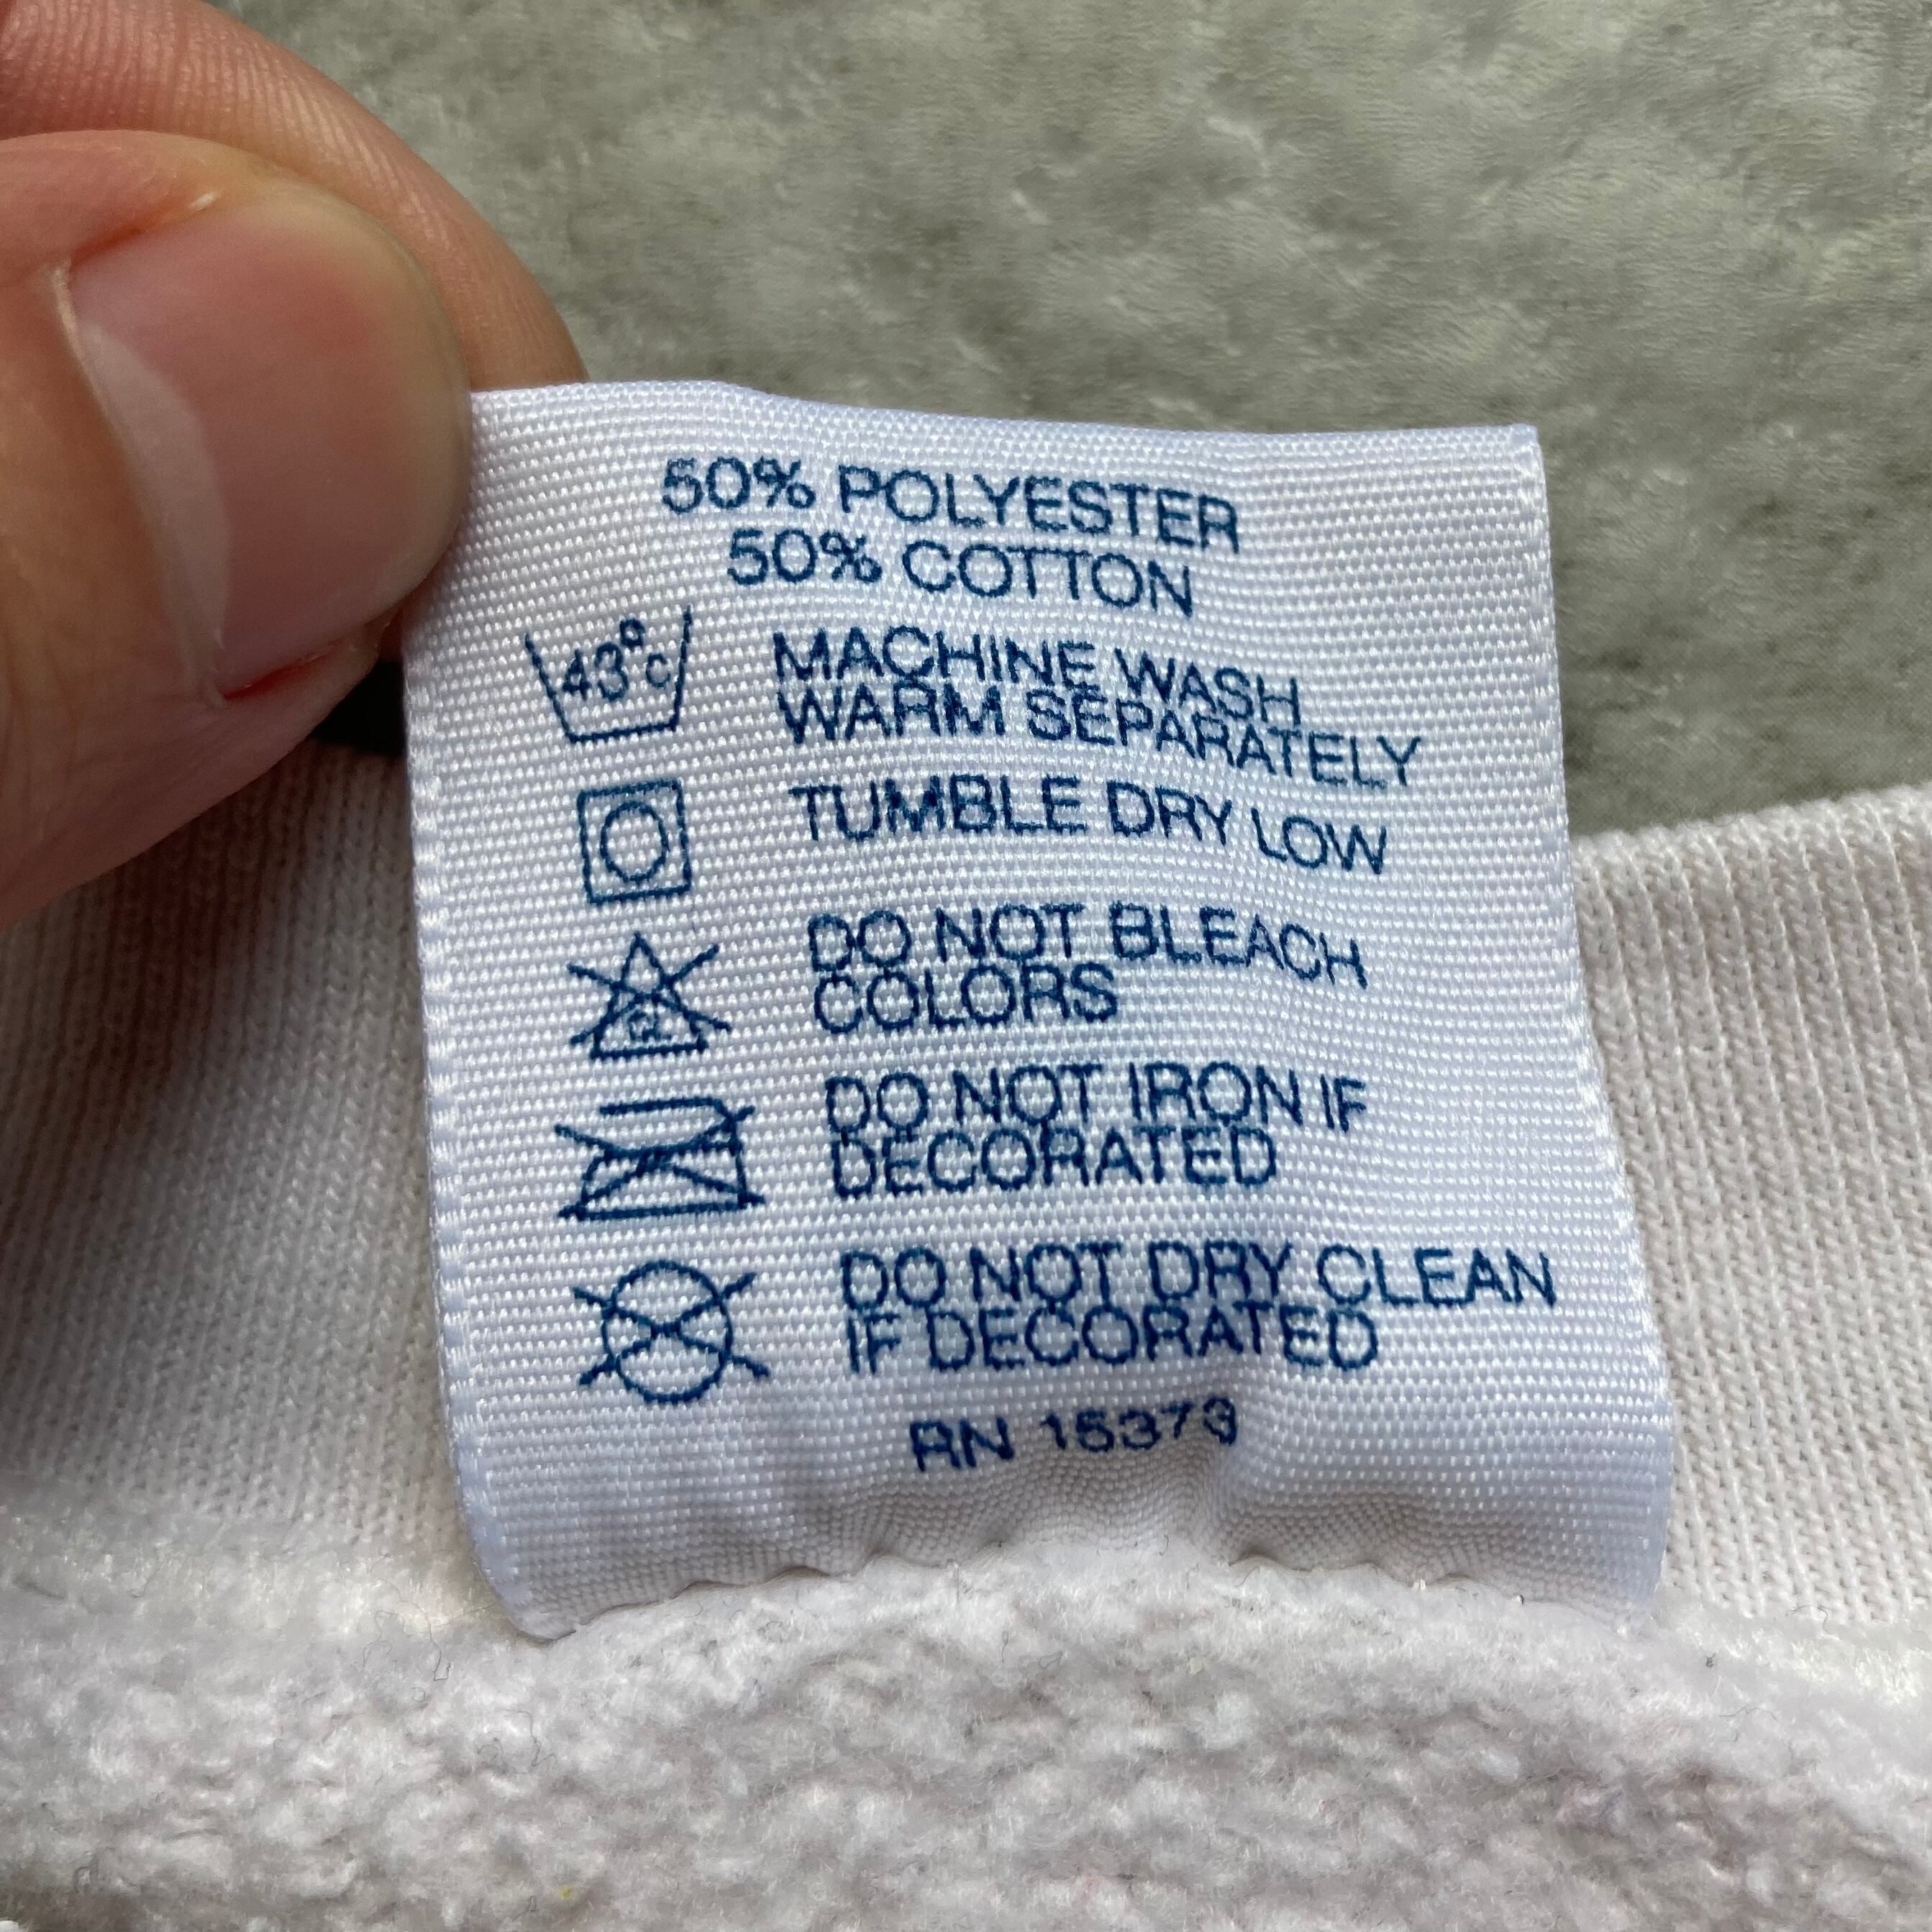 50% POLYESTER
50% COTTON
43°C
MACHINE WASH
WARM SEPARATELY
TUMBLE DRY LOW
DO NOT BLEACH
COLORS
DO NOT IRON IF
DECORATED
DO NOT DRY CLEAN
IF DECORATED
RN 15373